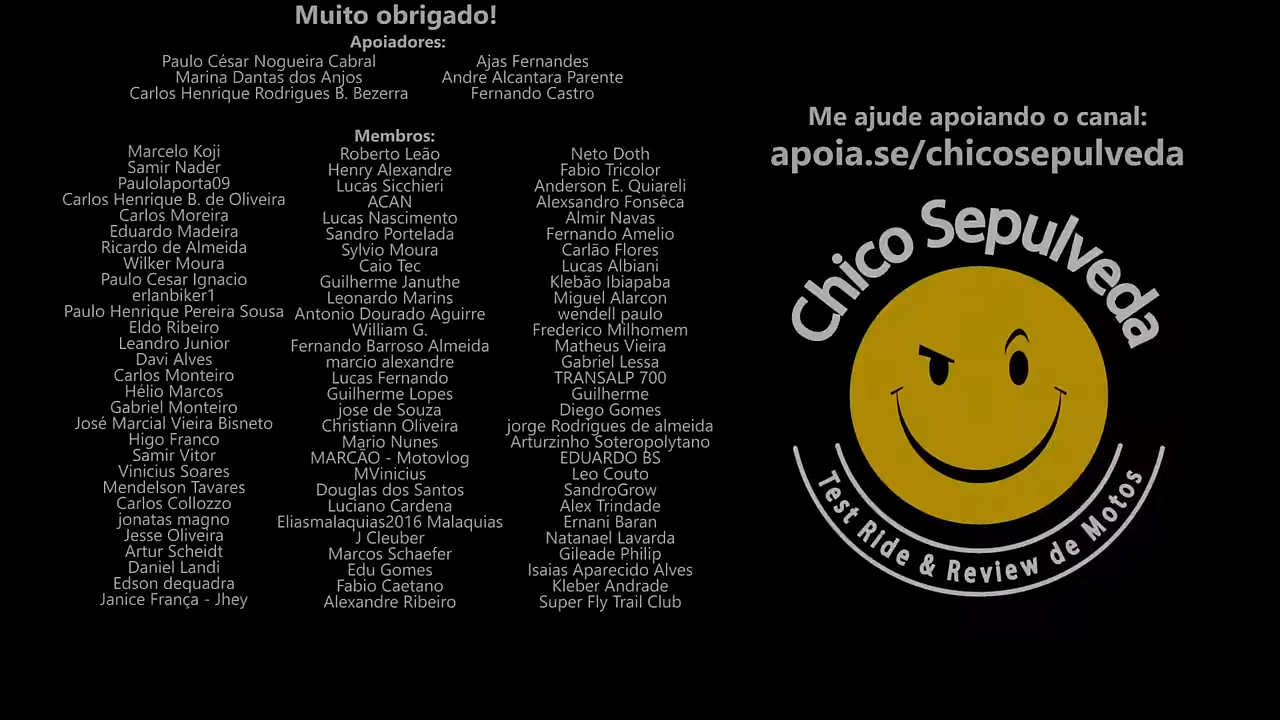 Muito obrigado!
Apoiadores:
Paulo César Nogueira Cabral
Marina Dantas dos Anjos
Carlos Henrique Rodrigues B. Bezerra
Ajas Fernandes
Andre Alcantara Parente
Fernando Castro
Membros:
Marcelo Koji
Samir Nader
Paulolaporta09
Carlos Henrique B. de Oliveira
Carlos Moreira
Eduardo Madeira
Ricardo de Almeida
Wilker Moura
Paulo Cesar Ignacio
erlanbiker1
Paulo Henrique Pereira Sousa
Eldo Ribeiro
Leandro Junior
Davi Alves
Carlos Monteiro
Hélio Marcos
Gabriel Monteiro
José Marcial Vieira Bisneto
Higo Franco
Samir Vitor
Vinicius Soares
Mendelson Tavares
Carlos Collozzo
jonatas magno
Jesse Oliveira
Artur Scheidt
Daniel Landi
Edson dequadra
Janice França - Jhey
Roberto Leão
Henry Alexandre
Lucas Sicchieri
ACAN
Lucas Nascimento
Sandro Portelada
Sylvio Moura
Caio Tec
Guilherme Januthe
Leonardo Marins
Antonio Dourado Aguirre
William G.
Fernando Barroso Almeida
marcio alexandre
Lucas Fernando
Guilherme Lopes
jose de Souza
Christiann Oliveira
Mario Nunes
MARCÃO - Motovlog
MVinicius
Douglas dos Santos
Luciano Cardena
Eliasmalaquias2016 Malaquias
J Cleuber
Marcos Schaefer
Edu Gomes
Fabio Caetano
Alexandre Ribeiro
Neto Doth
Fabio Tricolor
Anderson E. Quiareli
Alexsandro Fonsêca
Almir Navas
Fernando Amelio
Carlão Flores
Lucas Albiani
Klebão Ibiapaba
Miguel Alarcon
wendell paulo
Frederico Milhomem
Matheus Vieira
Gabriel Lessa
TRANSALP 700
Guilherme
Diego Gomes
jorge Rodrigues de almeida
Arturzinho Soteropolytano
EDUARDO BS
Leo Couto
SandroGrow
Alex Trindade
Ernani Baran
Natanael Lavarda
Gileade Philip
Isaias Aparecido Alves
Kleber Andrade
Super Fly Trail Club
Me ajude apoiando o canal:
apoia.se/chicosepulveda
Chico Sepulveda
Test Ride & Review de Motos